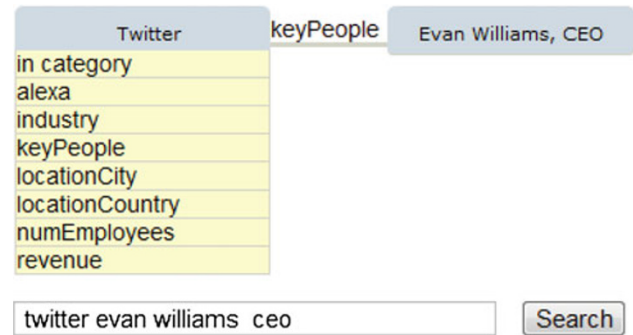 Twitter keyPeople Evan Williams, CEO
in category
alexa
industry
keyPeople
locationCity
locationCountry
numEmployees
revenue
twitter evan williams ceo Search